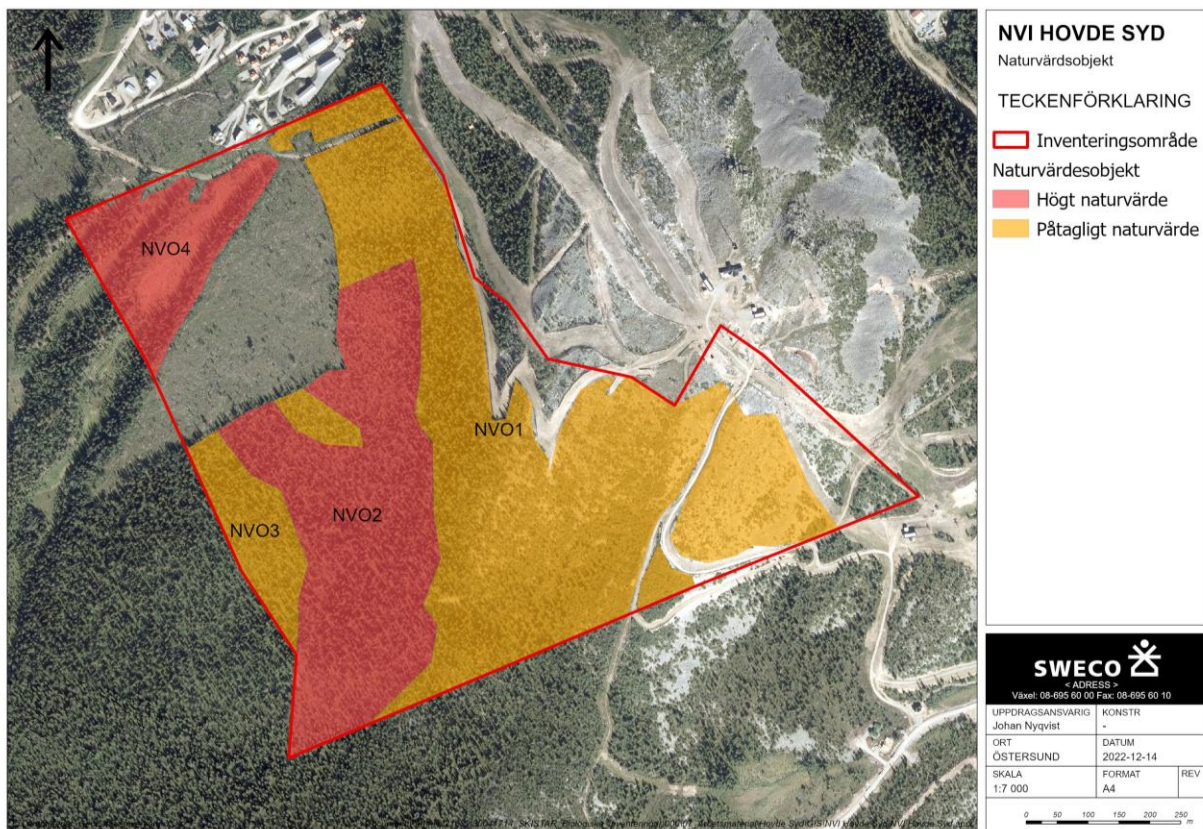 NVI HOVDE SYD
Naturvärdsobjekt
TECKENFÖRKLARING
Inventeringsområde
Naturvärdesobjekt
Högt naturvärde
Påtagligt naturvärde
NVO4
NVO1
NVO2
NVO3
SWECO
< ADRESS >
Växel: 08-695 60 00 Fax: 08-695 60 10
UPPDRAGSANSVARIG KONSTR
Johan Nyqvist -
ORT DATUM
ÖSTERSUND 2022-12-14
SKALA FORMAT REV
1:7 000 A4
0 50 100 150 200 250
m